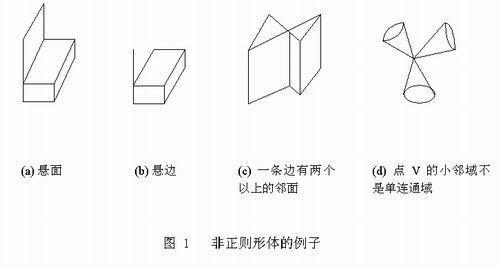 (a) 悬面
(b) 悬边
(c) 一条边有两个
以上的邻面
(d) 点 V 的小邻域不
是单连通域
图 1 非正则形体的例子